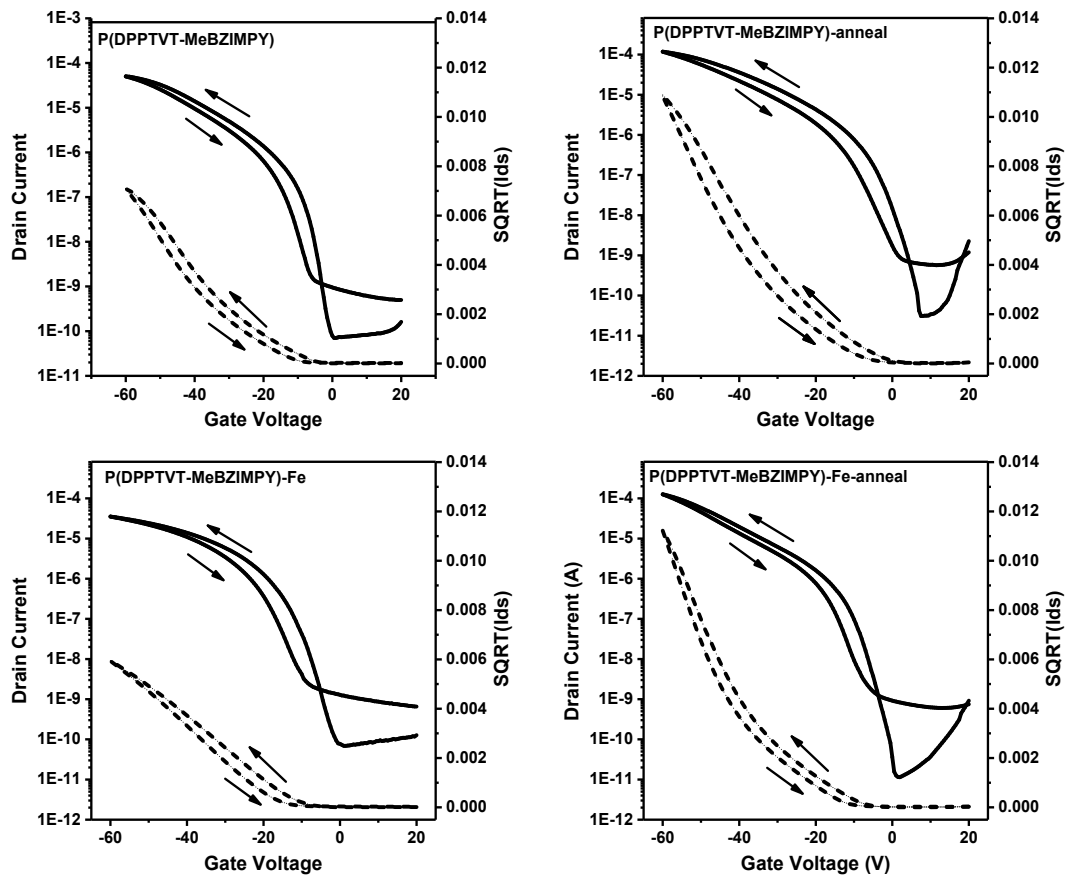 P(DPPTVT-MeBZIMPY)
1E-3
1E-4
1E-5
1E-6
1E-7
1E-8
1E-9
1E-10
1E-11
Drain Current
0.014
0.012
0.010
0.008
0.006
0.004
0.002
0.000
SQRT(Ids)
-60 -40 -20 0 20
Gate Voltage
P(DPPTVT-MeBZIMPY)-anneal
1E-4
1E-5
1E-6
1E-7
1E-8
1E-9
1E-10
1E-11
1E-12
Drain Current
0.014
0.012
0.010
0.008
0.006
0.004
0.002
0.000
SQRT(Ids)
-60 -40 -20 0 20
Gate Voltage
P(DPPTVT-MeBZIMPY)-Fe
1E-4
1E-5
1E-6
1E-7
1E-8
1E-9
1E-10
1E-11
1E-12
Drain Current
0.014
0.012
0.010
0.008
0.006
0.004
0.002
0.000
SQRT(Ids)
-60 -40 -20 0 20
Gate Voltage
P(DPPTVT-MeBZIMPY)-Fe-anneal
1E-4
1E-5
1E-6
1E-7
1E-8
1E-9
1E-10
1E-11
1E-12
Drain Current (A)
0.014
0.012
0.010
0.008
0.006
0.004
0.002
0.000
SQRT(Ids)
-60 -40 -20 0 20
Gate Voltage (V)